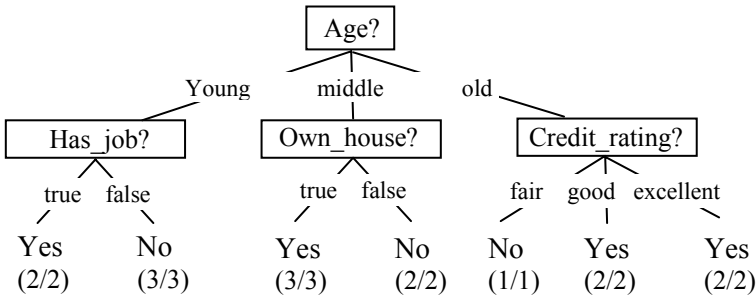 Age?
Young middle old
Has_job? Own_house? Credit_rating?
true false true false fair good excellent
Yes No Yes No No Yes Yes
(2/2) (3/3) (3/3) (2/2) (1/1) (2/2) (2/2)